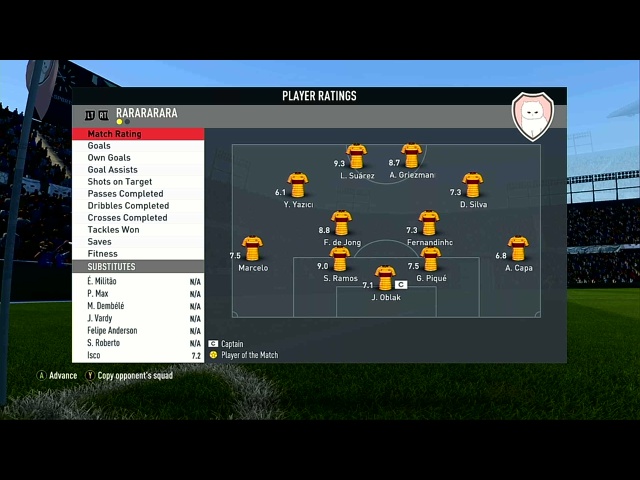 PLAYER RATINGS
LT RT RARARARARA
Match Rating
Goals
Own Goals
Goal Assists
Shots on Target
Passes Completed
Dribbles Completed
Crosses Completed
Tackles Won
Saves
Fitness
SUBSTITUTES
É. Militão N/A
P. Max N/A
M. Dembélé N/A
J. Vardy N/A
Felipe Anderson N/A
S. Roberto N/A
Isco 7.2
9.3 8.7
L. Suárez A. Griezman
6.1 7.3
Y. Yazici D. Silva
8.8 7.3
F. de Jong Fernandinho
7.5 6.8
Marcelo A. Capa
9.0 7.5
S. Ramos G. Piqué
7.1 C
J. Oblak
C Captain
Player of the Match
A Advance Y Copy opponent's squad